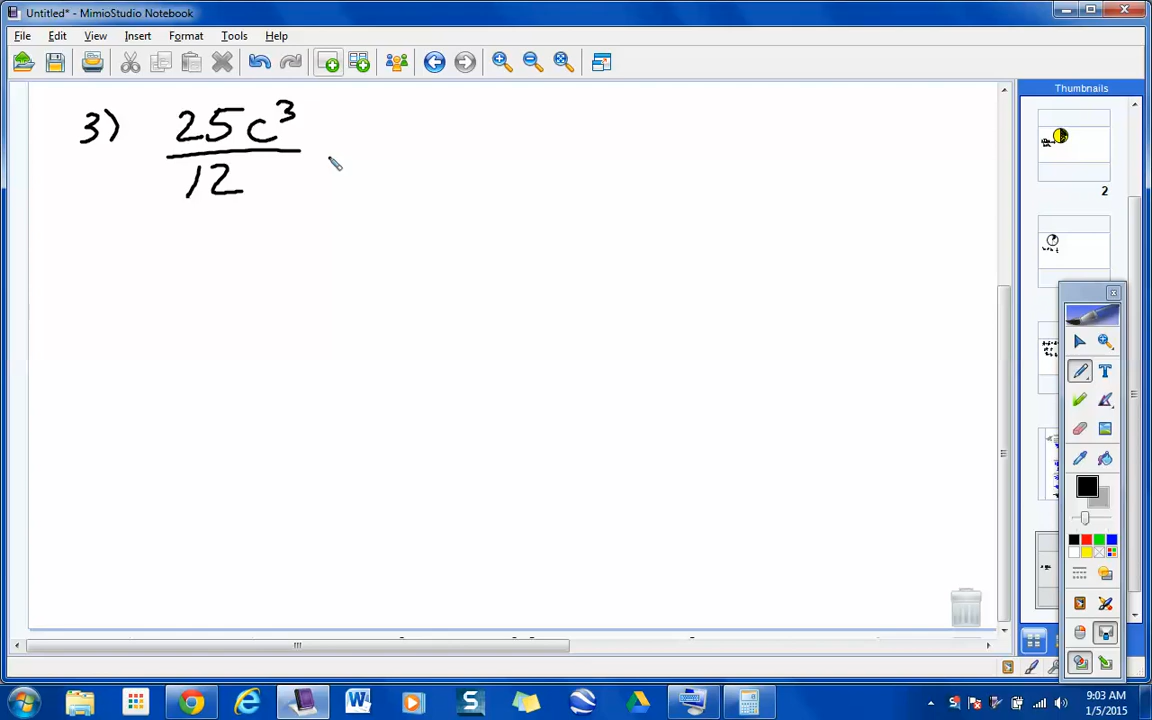 Untitled* - MimioStudio Notebook
File Edit View Insert Format Tools Help
Thumbnails
3) 25c³
12
2
9:03 AM
1/5/2015